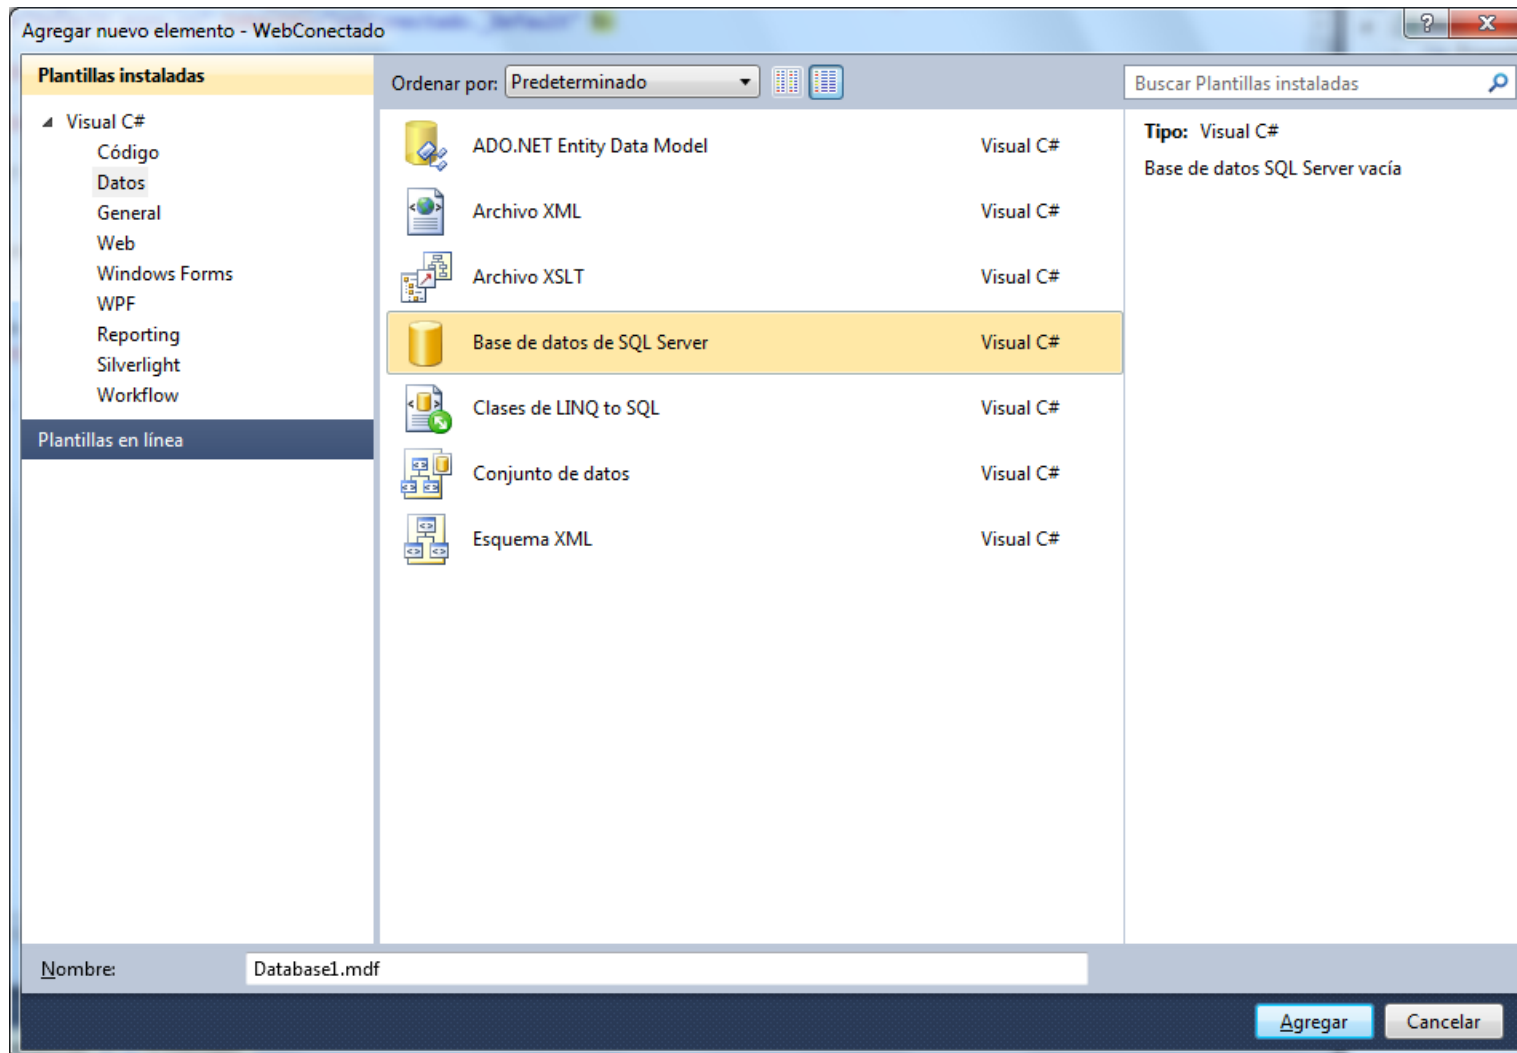 Agregar nuevo elemento - WebConectado
Plantillas instaladas
Ordenar por: Predeterminado
Buscar Plantillas instaladas
Visual C#
Código
Datos
General
Web
Windows Forms
WPF
Reporting
Silverlight
Workflow
Plantillas en línea
ADO.NET Entity Data Model Visual C#
Archivo XML Visual C#
Archivo XSLT Visual C#
Base de datos de SQL Server Visual C#
Clases de LINQ to SQL Visual C#
Conjunto de datos Visual C#
Esquema XML Visual C#
Tipo: Visual C#
Base de datos SQL Server vacía
Nombre: Database1.mdf
Agregar Cancelar